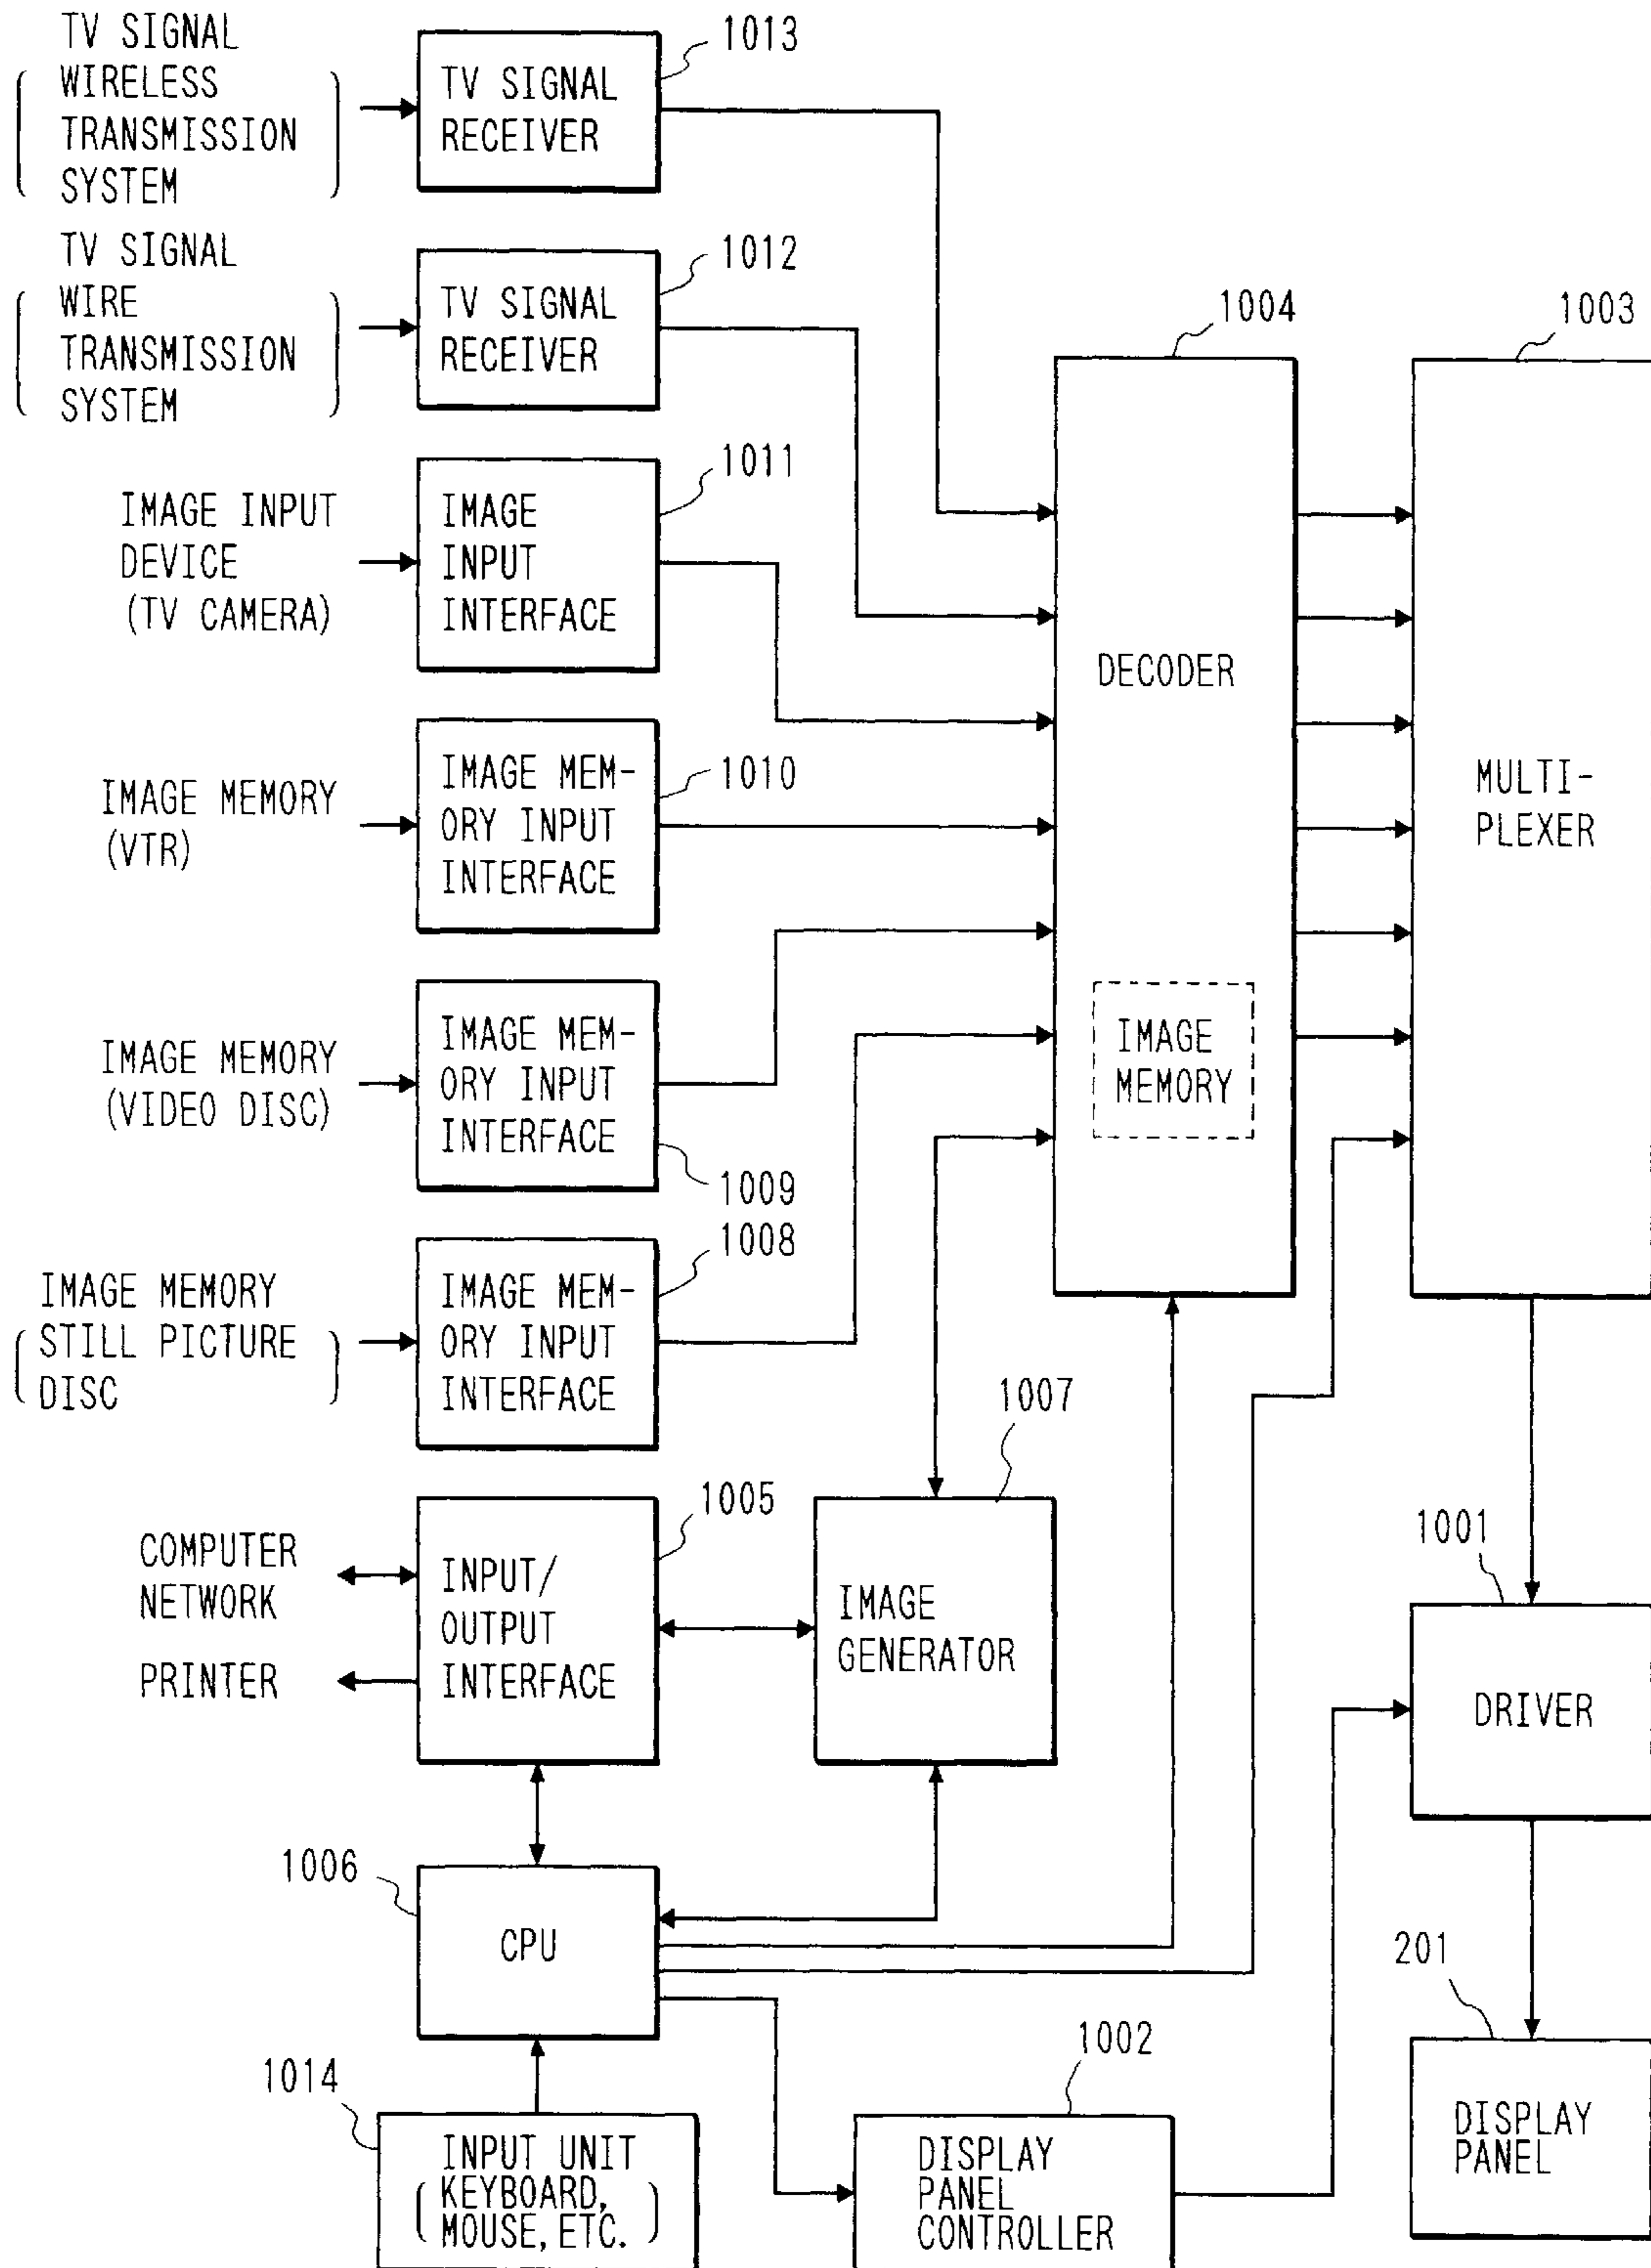 TV SIGNAL
WIRELESS
TRANSMISSION
SYSTEM
TV SIGNAL
RECEIVER
1013
TV SIGNAL
WIRE
TRANSMISSION
SYSTEM
TV SIGNAL
RECEIVER
1012
IMAGE INPUT
DEVICE
(TV CAMERA)
IMAGE
INPUT
INTERFACE
1011
IMAGE MEMORY
(VTR)
IMAGE MEM-
ORY INPUT
INTERFACE
1010
IMAGE MEMORY
(VIDEO DISC)
IMAGE MEM-
ORY INPUT
INTERFACE
1009
IMAGE MEMORY
STILL PICTURE
DISC
IMAGE MEM-
ORY INPUT
INTERFACE
1008
1004
DECODER
IMAGE
MEMORY
1003
MULTI-
PLEXER
COMPUTER
NETWORK
PRINTER
INPUT/
OUTPUT
INTERFACE
1005
1007
IMAGE
GENERATOR
1001
DRIVER
1006
CPU
201
DISPLAY
PANEL
1014
INPUT UNIT
(KEYBOARD,
MOUSE, ETC.)
1002
DISPLAY
PANEL
CONTROLLER